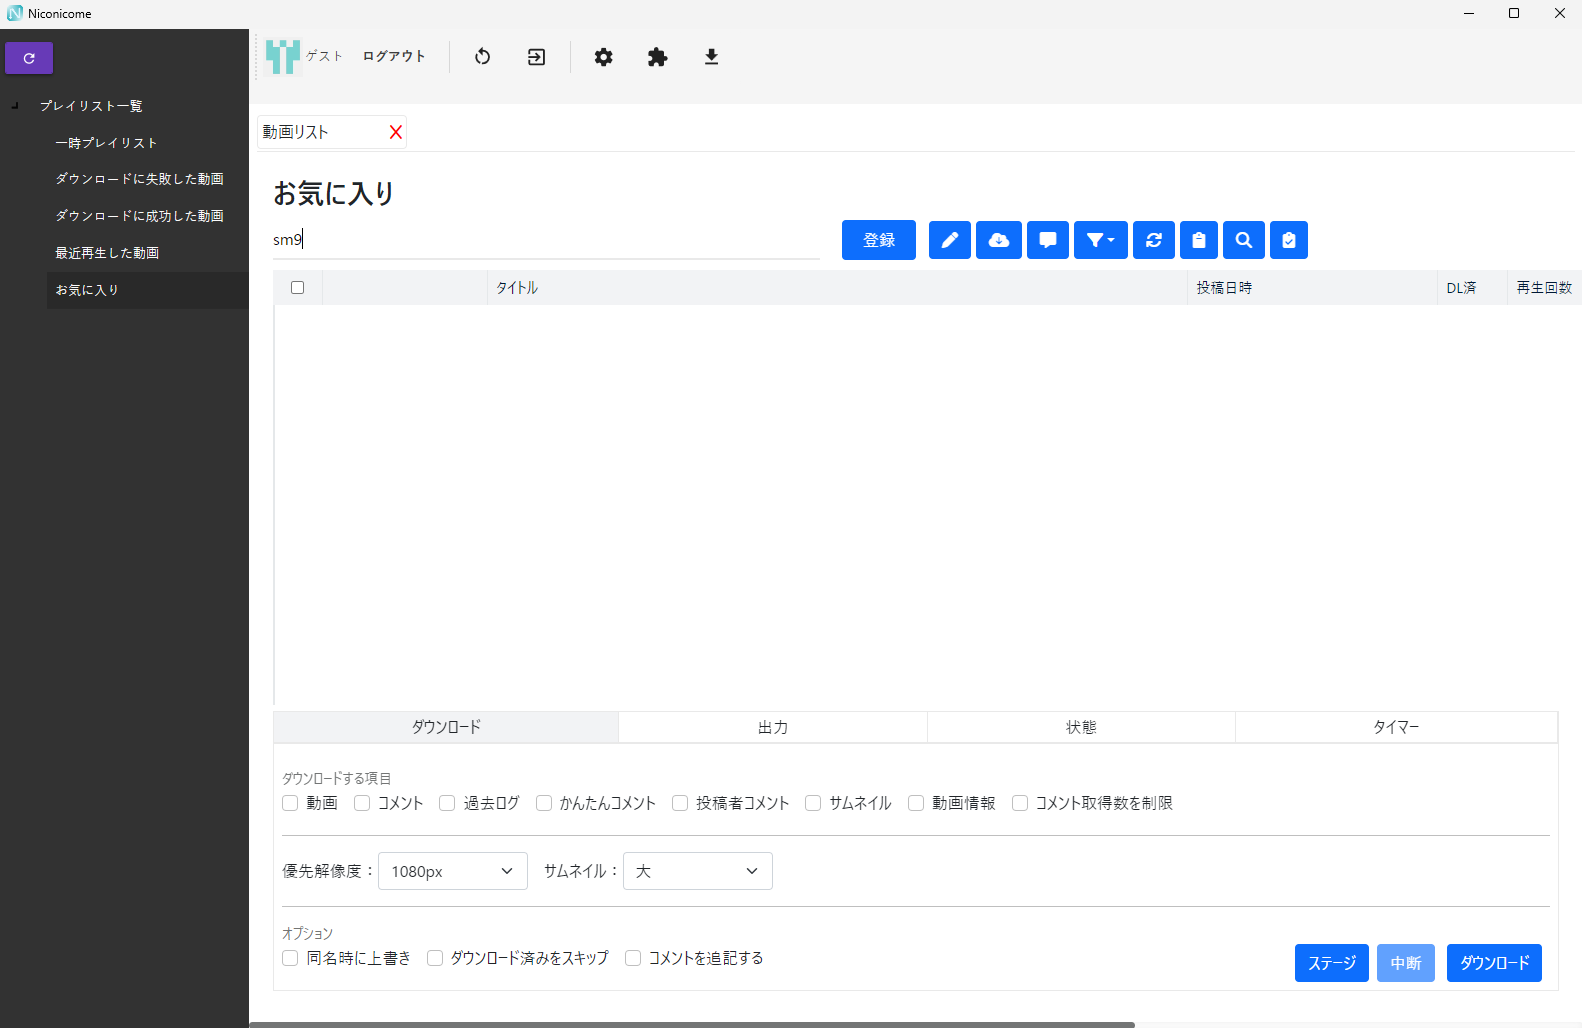 Niconicome
ゲスト ログアウト
プレイリスト一覧
一時プレイリスト
ダウンロードに失敗した動画
ダウンロードに成功した動画
最近再生した動画
お気に入り
動画リスト X
お気に入り
sm9
登録
タイトル 投稿日時 DL済 再生回数
ダウンロード 出力 状態 タイマー
ダウンロードする項目
動画 コメント 過去ログ かんたんコメント 投稿者コメント サムネイル 動画情報 コメント取得数を制限
優先解像度： 1080px サムネイル： 大
オプション
同名時に上書き ダウンロード済みをスキップ コメントを追記する
ステージ 中断 ダウンロード